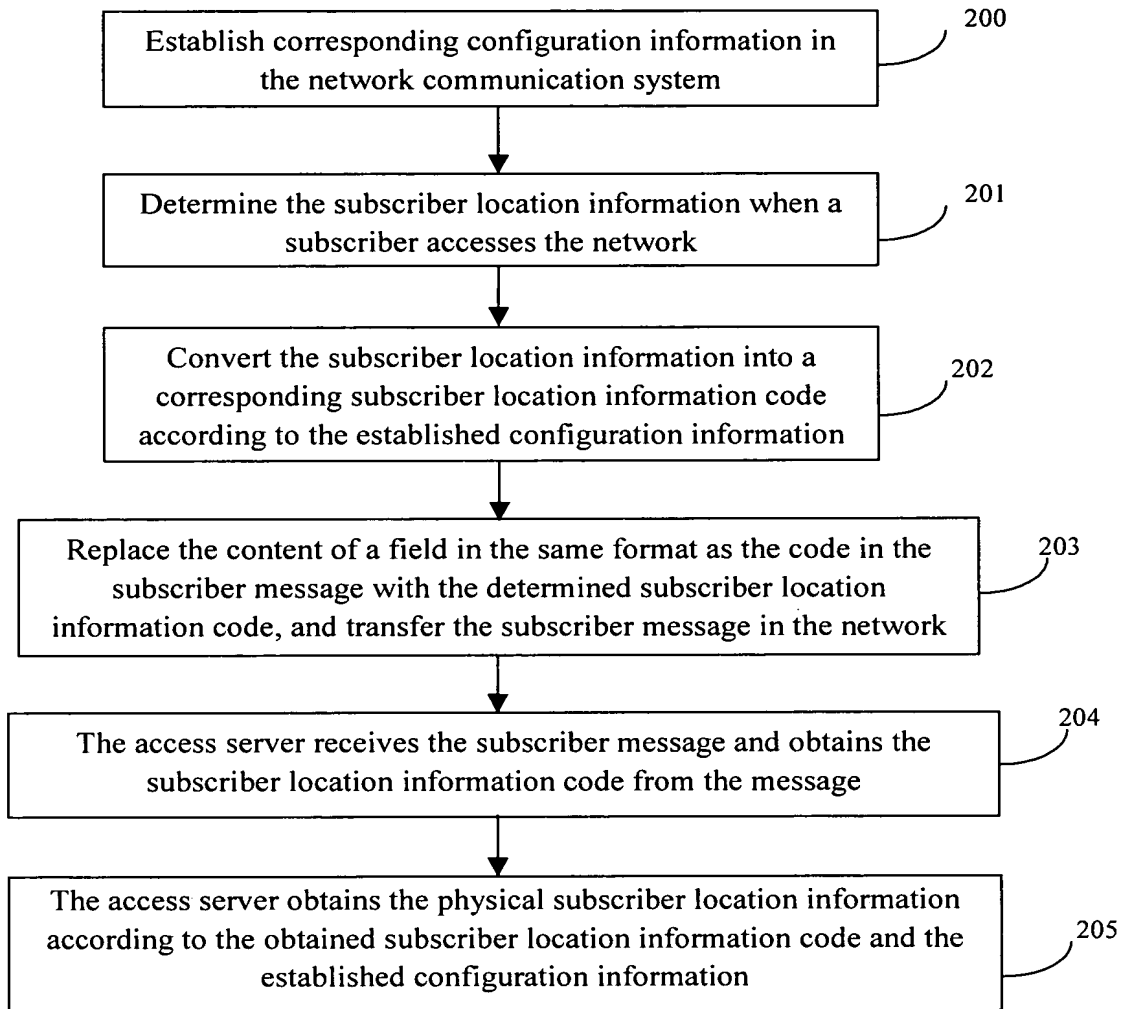 Establish corresponding configuration information in
the network communication system
200
Determine the subscriber location information when a
subscriber accesses the network
201
Convert the subscriber location information into a
corresponding subscriber location information code
according to the established configuration information
202
Replace the content of a field in the same format as the code in the
subscriber message with the determined subscriber location
information code, and transfer the subscriber message in the network
203
The access server receives the subscriber message and obtains the
subscriber location information code from the message
204
The access server obtains the physical subscriber location information
according to the obtained subscriber location information code and the
established configuration information
205